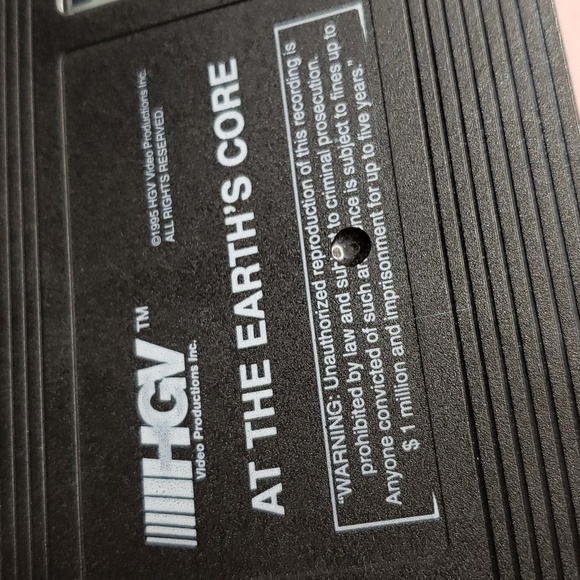 HGV™
Video Productions Inc.
©1995 HGV Video Productions Inc.
ALL RIGHTS RESERVED
AT THE EARTH'S CORE
"WARNING: Unauthorized reproduction of this recording is
prohibited by law and to criminal prosecution.
Anyone convicted of such is subject to fines up to
$ 1 million and imprisonment for up to five years."